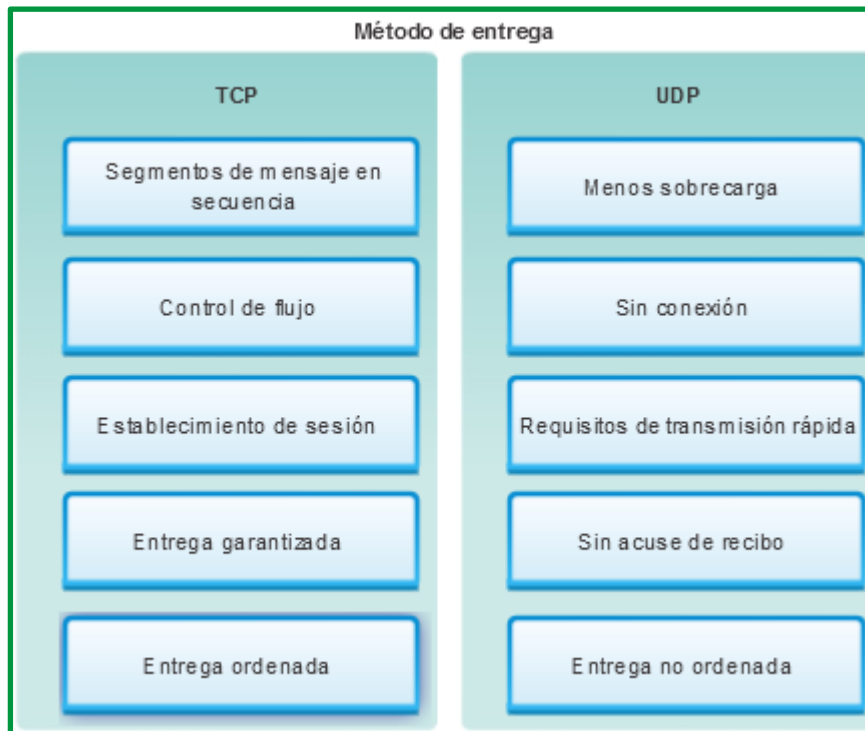 Método de entrega
TCP
Segmentos de mensaje en
secuencia
Control de flujo
Establecimiento de sesión
Entrega garantizada
Entrega ordenada
UDP
Menos sobrecarga
Sin conexión
Requisitos de transmisión rápida
Sin acuse de recibo
Entrega no ordenada